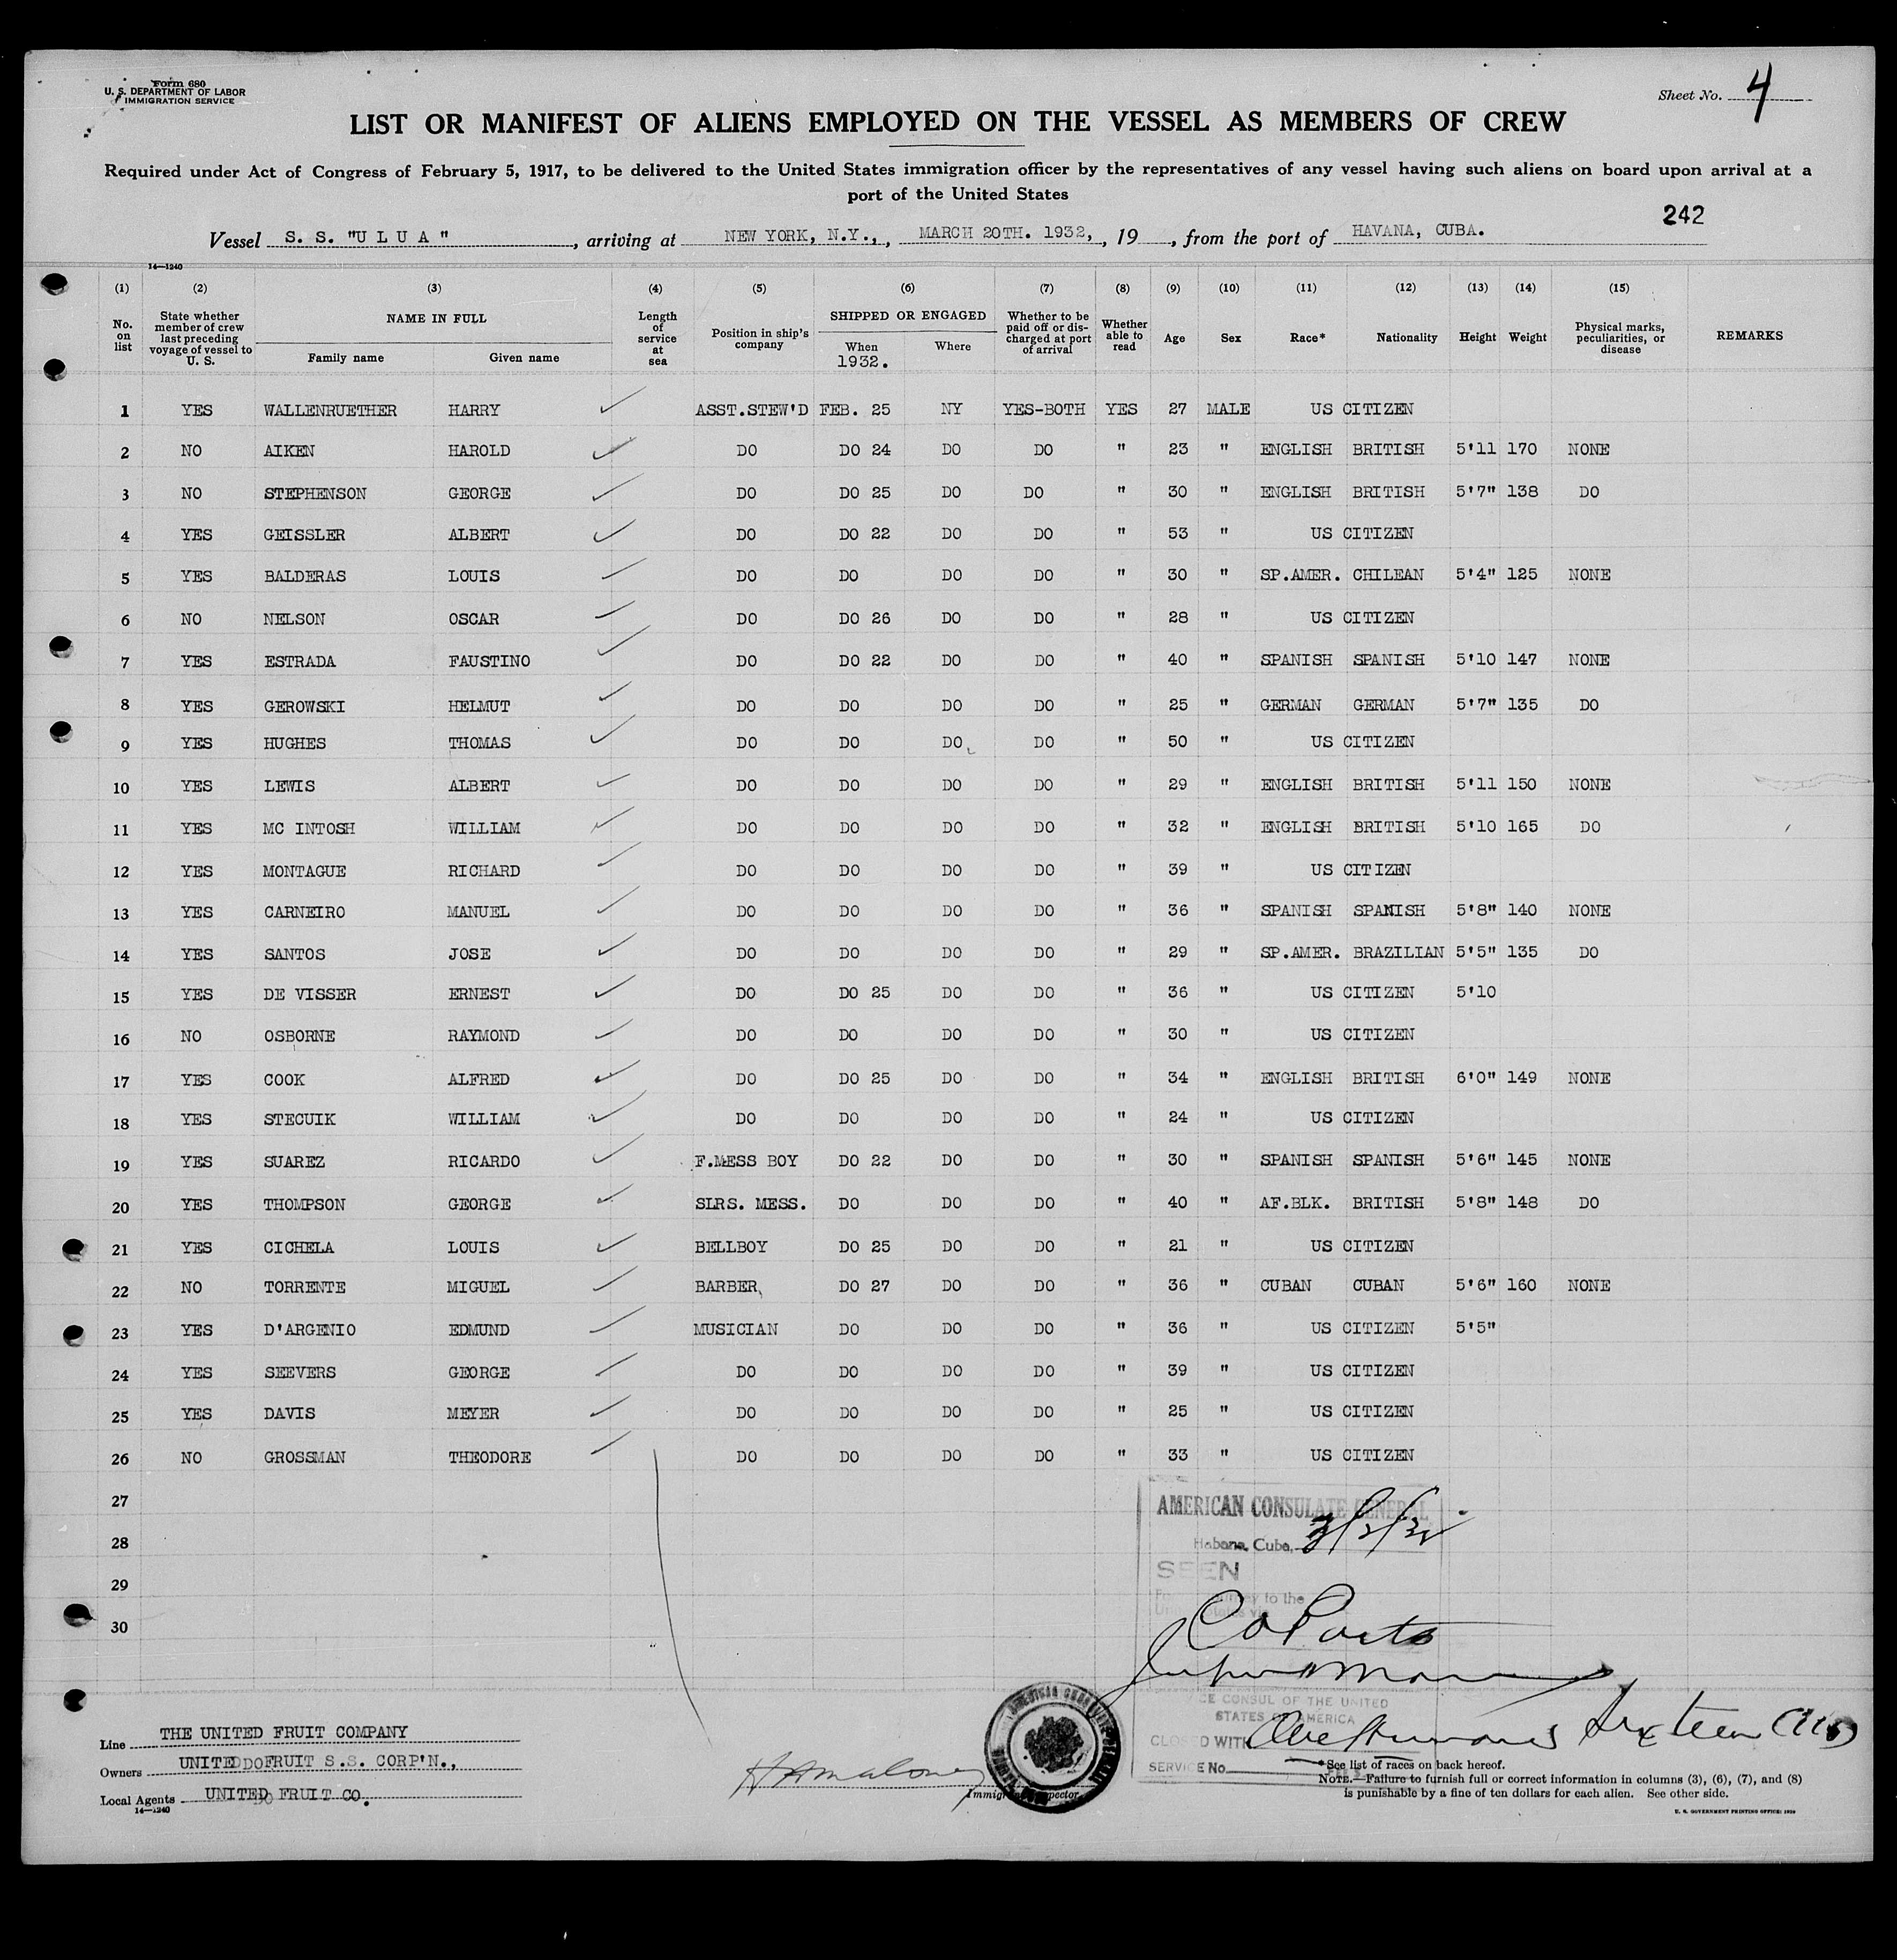 Form 680
U. S. DEPARTMENT OF LABOR
IMMIGRATION SERVICE
Sheet No. 4
LIST OR MANIFEST OF ALIENS EMPLOYED ON THE VESSEL AS MEMBERS OF CREW
Required under Act of Congress of February 5, 1917, to be delivered to the United States immigration officer by the representatives of any vessel having such aliens on board upon arrival at a
port of the United States
242
Vessel S. S. "U L U A", arriving at NEW YORK, N.Y., , MARCH 20TH. 1932, , 19 , from the port of HAVANA, CUBA.
14—1240
(1) (2) (3) (4) (5) (6) (7) (8) (9) (10) (11) (12) (13) (14) (15)
No. on list State whether member of crew last preceding voyage of vessel to U. S. NAME IN FULL Family name Given name Length of service at sea Position in ship's company SHIPPED OR ENGAGED When 1932. Where Whether to be paid off or discharged at port of arrival Whether able to read Age Sex Race* Nationality Height Weight Physical marks, peculiarities, or disease REMARKS
1 YES WALLENRUETHER HARRY ASST.STEW'D FEB. 25 NY YES-BOTH YES 27 MALE US CITIZEN
2 NO AIKEN HAROLD DO DO 24 DO DO " 23 " ENGLISH BRITISH 5'11 170 NONE
3 NO STEPHENSON GEORGE DO DO 25 DO DO " 30 " ENGLISH BRITISH 5'7" 138 DO
4 YES GEISSLER ALBERT DO DO 22 DO DO " 53 " US CITIZEN
5 YES BALDERAS LOUIS DO DO DO DO " 30 " SP.AMER. CHILEAN 5'4" 125 NONE
6 NO NELSON OSCAR DO DO 26 DO DO " 28 " US CITIZEN
7 YES ESTRADA FAUSTINO DO DO 22 DO DO " 40 " SPANISH SPANISH 5'10 147 NONE
8 YES GEROWSKI HELMUT DO DO DO DO " 25 " GERMAN GERMAN 5'7" 135 DO
9 YES HUGHES THOMAS DO DO DO DO " 50 " US CITIZEN
10 YES LEWIS ALBERT DO DO DO DO " 29 " ENGLISH BRITISH 5'11 150 NONE
11 YES MC INTOSH WILLIAM DO DO DO DO " 32 " ENGLISH BRITISH 5'10 165 DO
12 YES MONTAGUE RICHARD DO DO DO DO " 39 " US CITIZEN
13 YES CARNEIRO MANUEL DO DO DO DO " 36 " SPANISH SPANISH 5'8" 140 NONE
14 YES SANTOS JOSE DO DO DO DO " 29 " SP.AMER. BRAZILIAN 5'5" 135 DO
15 YES DE VISSER ERNEST DO DO 25 DO DO " 36 " US CITIZEN 5'10
16 NO OSBORNE RAYMOND DO DO DO DO " 30 " US CITIZEN
17 YES COOK ALFRED DO DO 25 DO DO " 34 " ENGLISH BRITISH 6'0" 149 NONE
18 YES STECUIK WILLIAM DO DO DO DO " 24 " US CITIZEN
19 YES SUAREZ RICARDO F.MESS BOY DO 22 DO DO " 30 " SPANISH SPANISH 5'6" 145 NONE
20 YES THOMPSON GEORGE SLRS. MESS. DO DO DO " 40 " AF.BLK. BRITISH 5'8" 148 DO
21 YES CICHELA LOUIS BELLBOY DO 25 DO DO " 21 " US CITIZEN
22 NO TORRENTE MIGUEL BARBER DO 27 DO DO " 36 " CUBAN CUBAN 5'6" 160 NONE
23 YES D'ARGENIO EDMUND MUSICIAN DO DO DO " 36 " US CITIZEN 5'5"
24 YES SEEVERS GEORGE DO DO DO DO " 39 " US CITIZEN
25 YES DAVIS MEYER DO DO DO DO " 25 " US CITIZEN
26 NO GROSSMAN THEODORE DO DO DO DO " 33 " US CITIZEN
27
28
29
30
AMERICAN CONSULATE GENERAL
Habana, Cuba,
SEEN
to the
VICE CONSUL OF THE UNITED
STATES OF AMERICA
CLOSED WITH sixteen (116)
SERVICE No.
Line THE UNITED FRUIT COMPANY
Owners UNITED FRUIT S.S. CORP'N.,
Local Agents UNITED FRUIT CO.
14—1240
Immigrant Inspector.
*See list of races on back hereof.
NOTE.—Failure to furnish full or correct information in columns (3), (6), (7), and (8)
is punishable by a fine of ten dollars for each alien. See other side.
U. S. GOVERNMENT PRINTING OFFICE: 1930